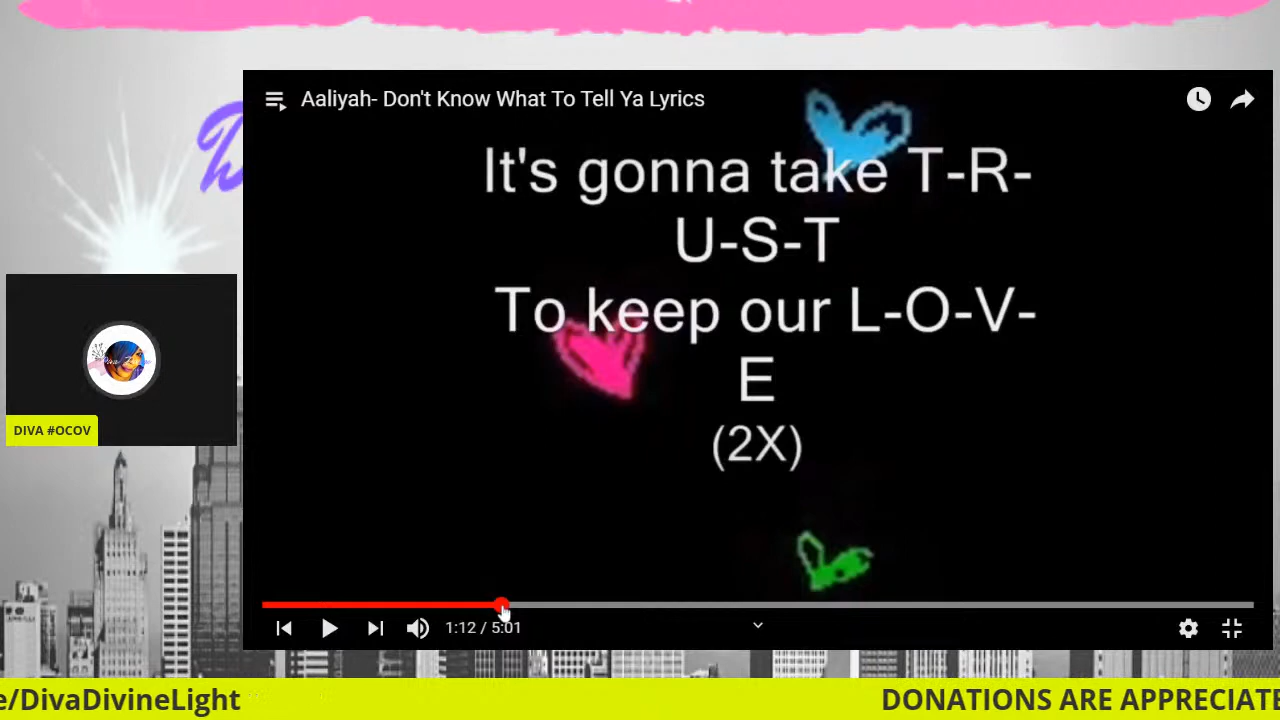 Aaliyah- Don't Know What To Tell Ya Lyrics
It's gonna take T-R-
U-S-T
To keep our L-O-V-
E
(2X)
DIVA #OCOV
1:12 / 5:01
e/DivaDivineLight
DONATIONS ARE APPRECIATE